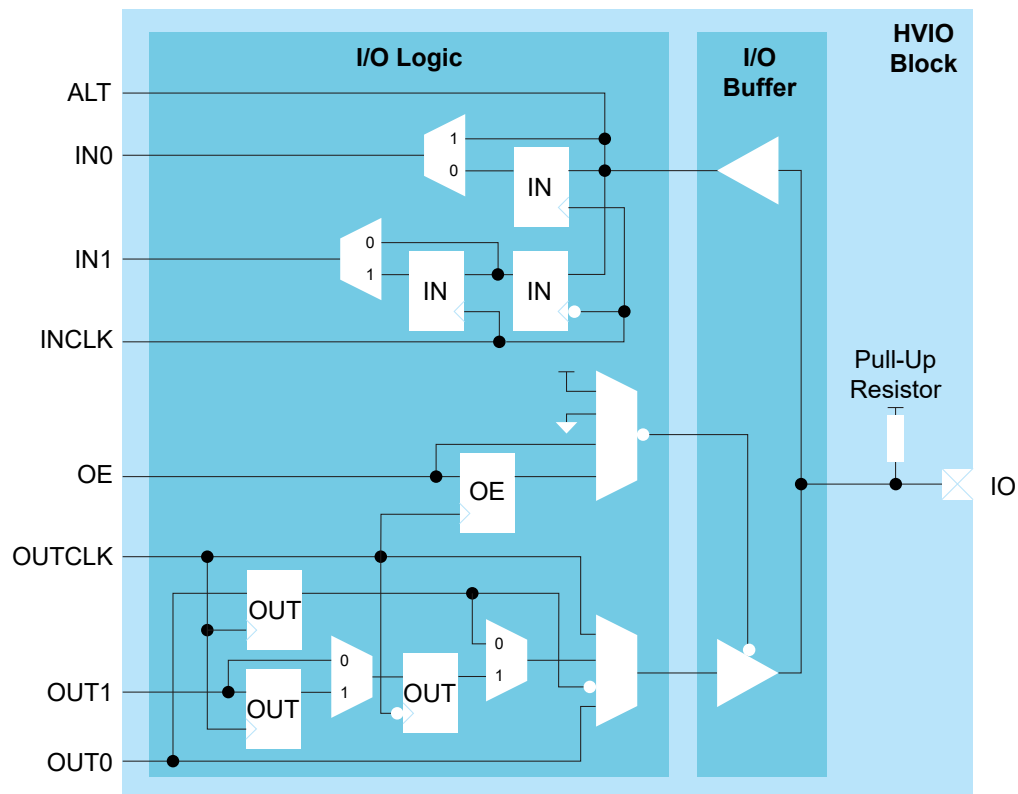 HVIO
Block
I/O Logic
I/O
Buffer
ALT
1
IN0
0
IN
0
IN1
1
IN
IN
INCLK
Pull-Up
Resistor
OE
OE
IO
OUTCLK
OUT
0
0
1
OUT1
1
OUT
OUT
OUT0